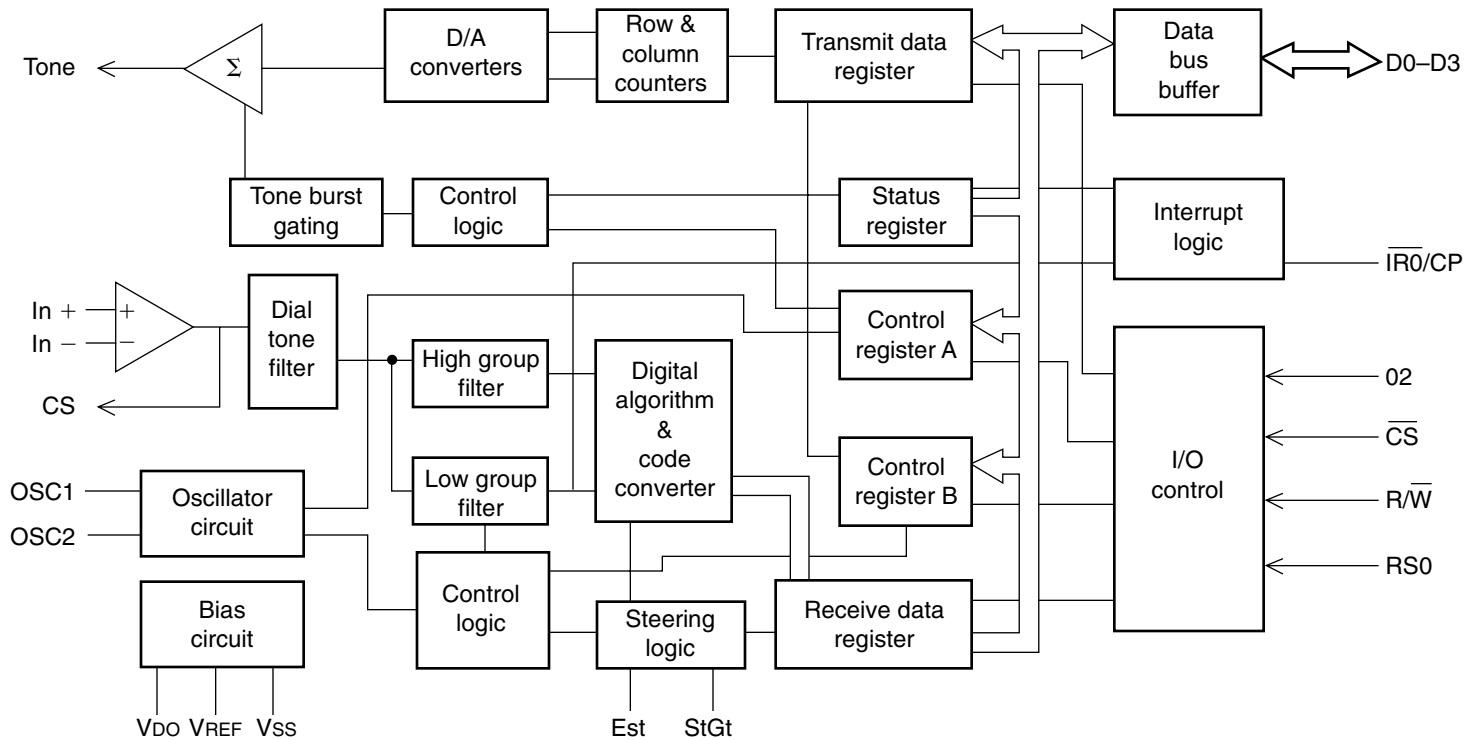 Tone
Σ
D/A
converters
Row &
column
counters
Transmit data
register
Data
bus
buffer
D0–D3
Tone burst
gating
Control
logic
Status
register
Interrupt
logic
I̅R̅0̅/CP
In +
In −
+
−
Dial
tone
filter
CS
High group
filter
Low group
filter
Digital
algorithm
&
code
converter
Control
register A
Control
register B
I/O
control
02
C̅S̅
R/W̅
RS0
OSC1
OSC2
Oscillator
circuit
Bias
circuit
VDO VREF VSS
Control
logic
Steering
logic
Receive data
register
Est
StGt